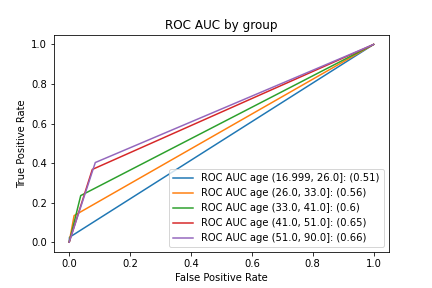 ROC AUC by group
True Positive Rate
1.0
0.8
0.6
0.4
0.2
0.0
ROC AUC age (16.999, 26.0]: (0.51)
ROC AUC age (26.0, 33.0]: (0.56)
ROC AUC age (33.0, 41.0]: (0.6)
ROC AUC age (41.0, 51.0]: (0.65)
ROC AUC age (51.0, 90.0]: (0.66)
0.0 0.2 0.4 0.6 0.8 1.0
False Positive Rate